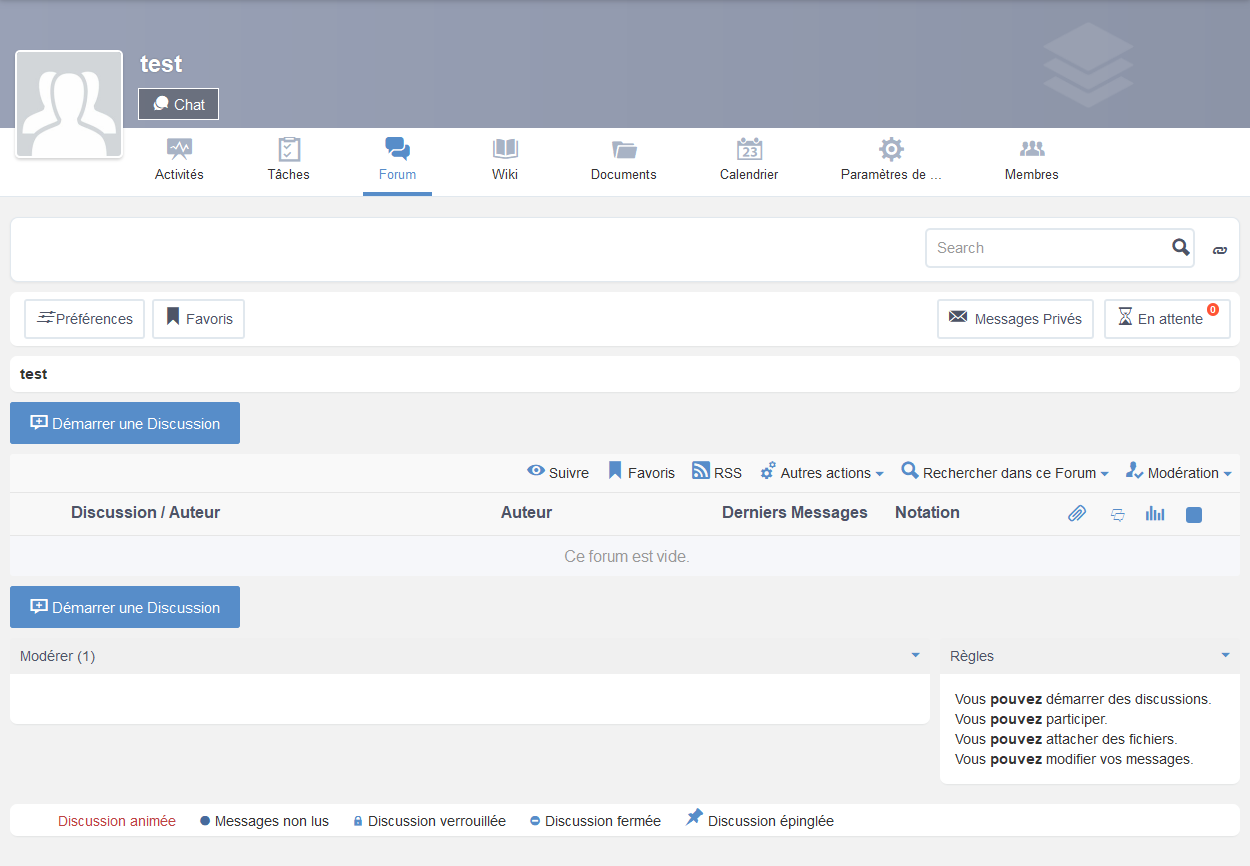 test
Chat
Activités Tâches Forum Wiki Documents 23 Calendrier Paramètres de ... Membres
Search
Préférences Favoris Messages Privés En attente 0
test
Démarrer une Discussion
Suivre Favoris RSS Autres actions Rechercher dans ce Forum Modération
Discussion / Auteur Auteur Derniers Messages Notation
Ce forum est vide.
Démarrer une Discussion
Modérer (1) Règles
Vous pouvez démarrer des discussions.
Vous pouvez participer.
Vous pouvez attacher des fichiers.
Vous pouvez modifier vos messages.
Discussion animée Messages non lus Discussion verrouillée Discussion fermée Discussion épinglée